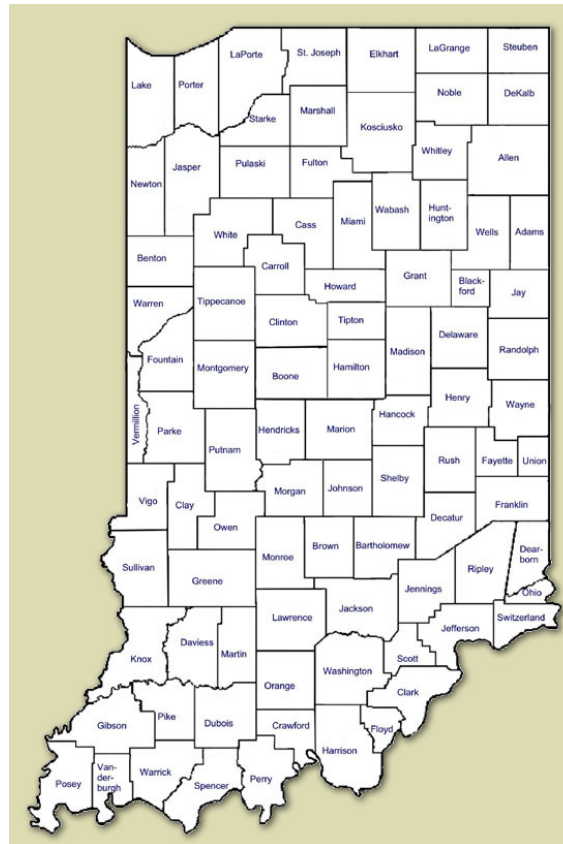 LaPorte
St. Joseph
Elkhart
LaGrange
Steuben
Lake
Porter
Noble
DeKalb
Starke
Marshall
Kosciusko
Whitley
Allen
Newton
Jasper
Pulaski
Fulton
White
Cass
Miami
Wabash
Hunt-
ington
Wells
Adams
Benton
Carroll
Howard
Grant
Black-
ford
Jay
Warren
Tippecanoe
Clinton
Tipton
Madison
Delaware
Randolph
Fountain
Montgomery
Boone
Hamilton
Henry
Wayne
Vermillion
Parke
Putnam
Hendricks
Marion
Hancock
Rush
Fayette
Union
Vigo
Clay
Owen
Morgan
Johnson
Shelby
Decatur
Franklin
Sullivan
Greene
Monroe
Brown
Bartholomew
Jennings
Ripley
Dear-
born
Ohio
Knox
Daviess
Martin
Lawrence
Jackson
Scott
Jefferson
Switzerland
Gibson
Pike
Dubois
Orange
Washington
Clark
Posey
Van-
der-
burgh
Warrick
Spencer
Perry
Crawford
Harrison
Floyd